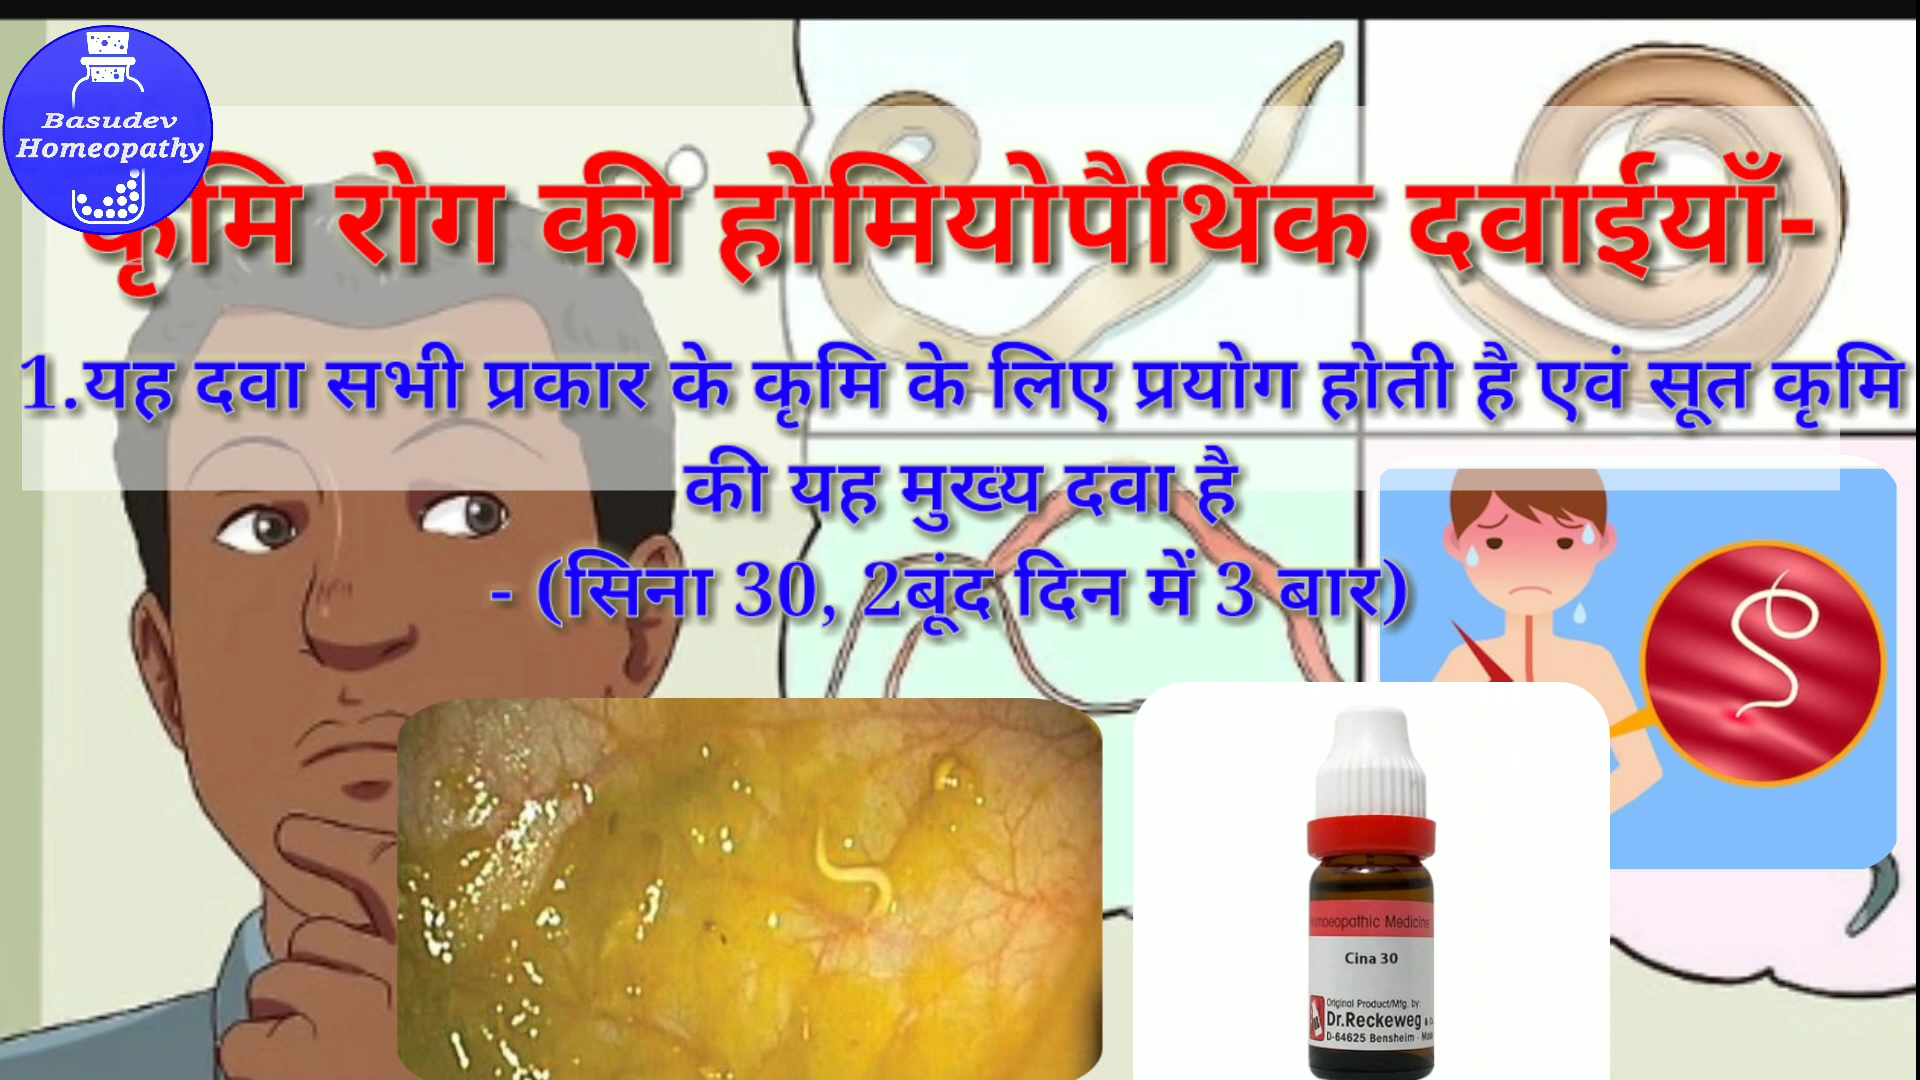 Basudev
Homeopathy
कृमि रोग की होमियोपैथिक दवाईयाँ-
1.यह दवा सभी प्रकार के कृमि के लिए प्रयोग होती है एवं सूत कृमि
की यह मुख्य दवा है
- (सिना 30, 2बूंद दिन में 3 बार)
Homoeopathic Medicine
Cina 30
Original Product/Mfg. by:
Dr.Reckeweg &
D-64625 Bensheim -